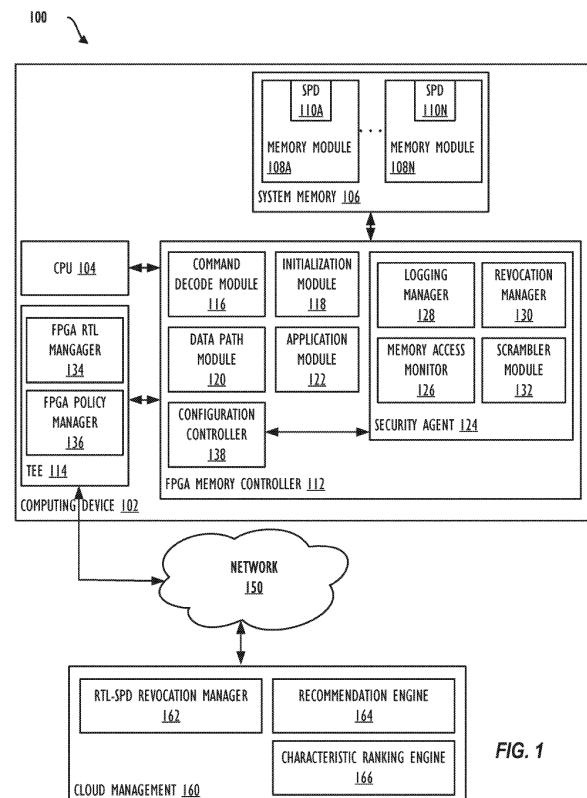 100
SPD
110A
SPD
110N
. . .
MEMORY MODULE
108A
MEMORY MODULE
108N
SYSTEM MEMORY 106
CPU 104
FPGA RTL
MANGAGER
134
FPGA POLICY
MANAGER
136
TEE 114
COMMAND
DECODE MODULE
116
INITIALIZATION
MODULE
118
DATA PATH
MODULE
120
APPLICATION
MODULE
122
CONFIGURATION
CONTROLLER
138
LOGGING
MANAGER
128
REVOCATION
MANAGER
130
MEMORY ACCESS
MONITOR
126
SCRAMBLER
MODULE
132
SECURITY AGENT 124
FPGA MEMORY CONTROLLER 112
COMPUTING DEVICE 102
NETWORK
150
RTL-SPD REVOCATION MANAGER
162
RECOMMENDATION ENGINE
164
CHARACTERISTIC RANKING ENGINE
166
CLOUD MANAGEMENT 160
FIG. 1